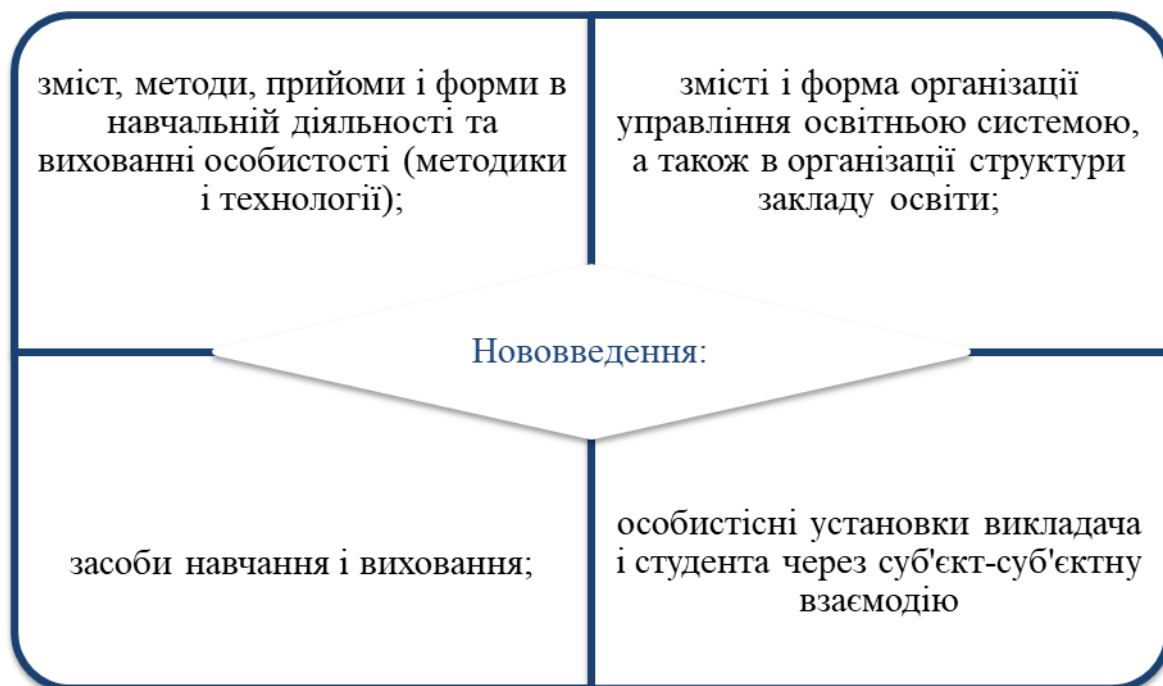 зміст, методи, прийоми і форми в
навчальній діяльності та
вихованні особистості (методики
і технології);
змісті і форма організації
управління освітньою системою,
а також в організації структури
закладу освіти;
Нововведення:
засоби навчання і виховання;
особистісні установки викладача
і студента через суб'єкт-суб'єктну
взаємодію